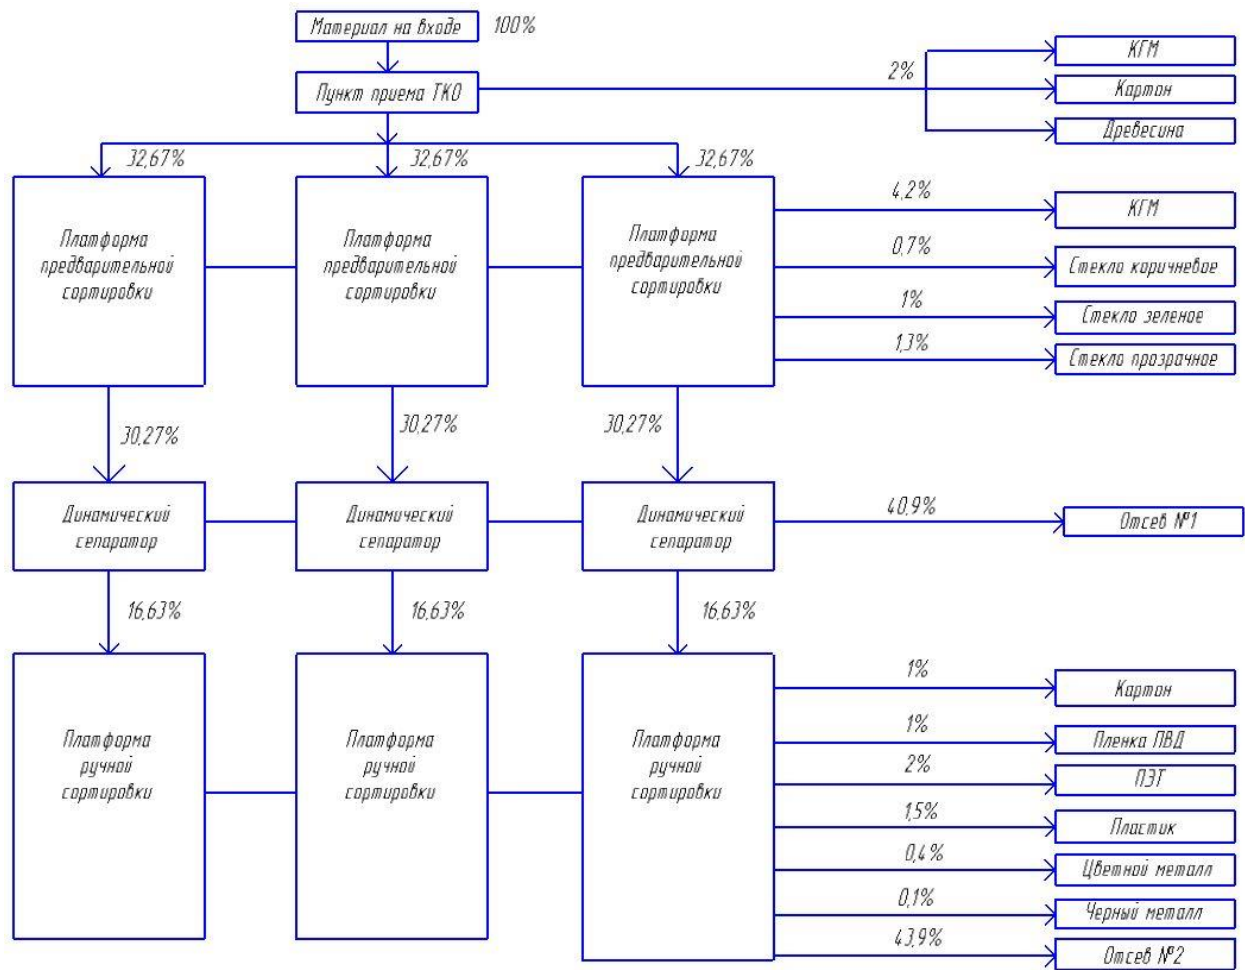 Материал на входе
100%
Пункт приема ТКО
2%
КГМ
Картон
Древесина
32,67%
32,67%
32,67%
Платформа
предварительной
сортировки
Платформа
предварительной
сортировки
Платформа
предварительной
сортировки
4,2%
КГМ
0,7%
Стекло коричневое
1%
Стекло зеленое
1,3%
Стекло прозрачное
30,27%
30,27%
30,27%
Динамический
сепаратор
Динамический
сепаратор
Динамический
сепаратор
40,9%
Отсев №1
16,63%
16,63%
16,63%
Платформа
ручной
сортировки
Платформа
ручной
сортировки
Платформа
ручной
сортировки
1%
Картон
1%
Пленка ПВД
2%
ПЭТ
1,5%
Пластик
0,4%
Цветной металл
0,1%
Черный металл
43,9%
Отсев №2